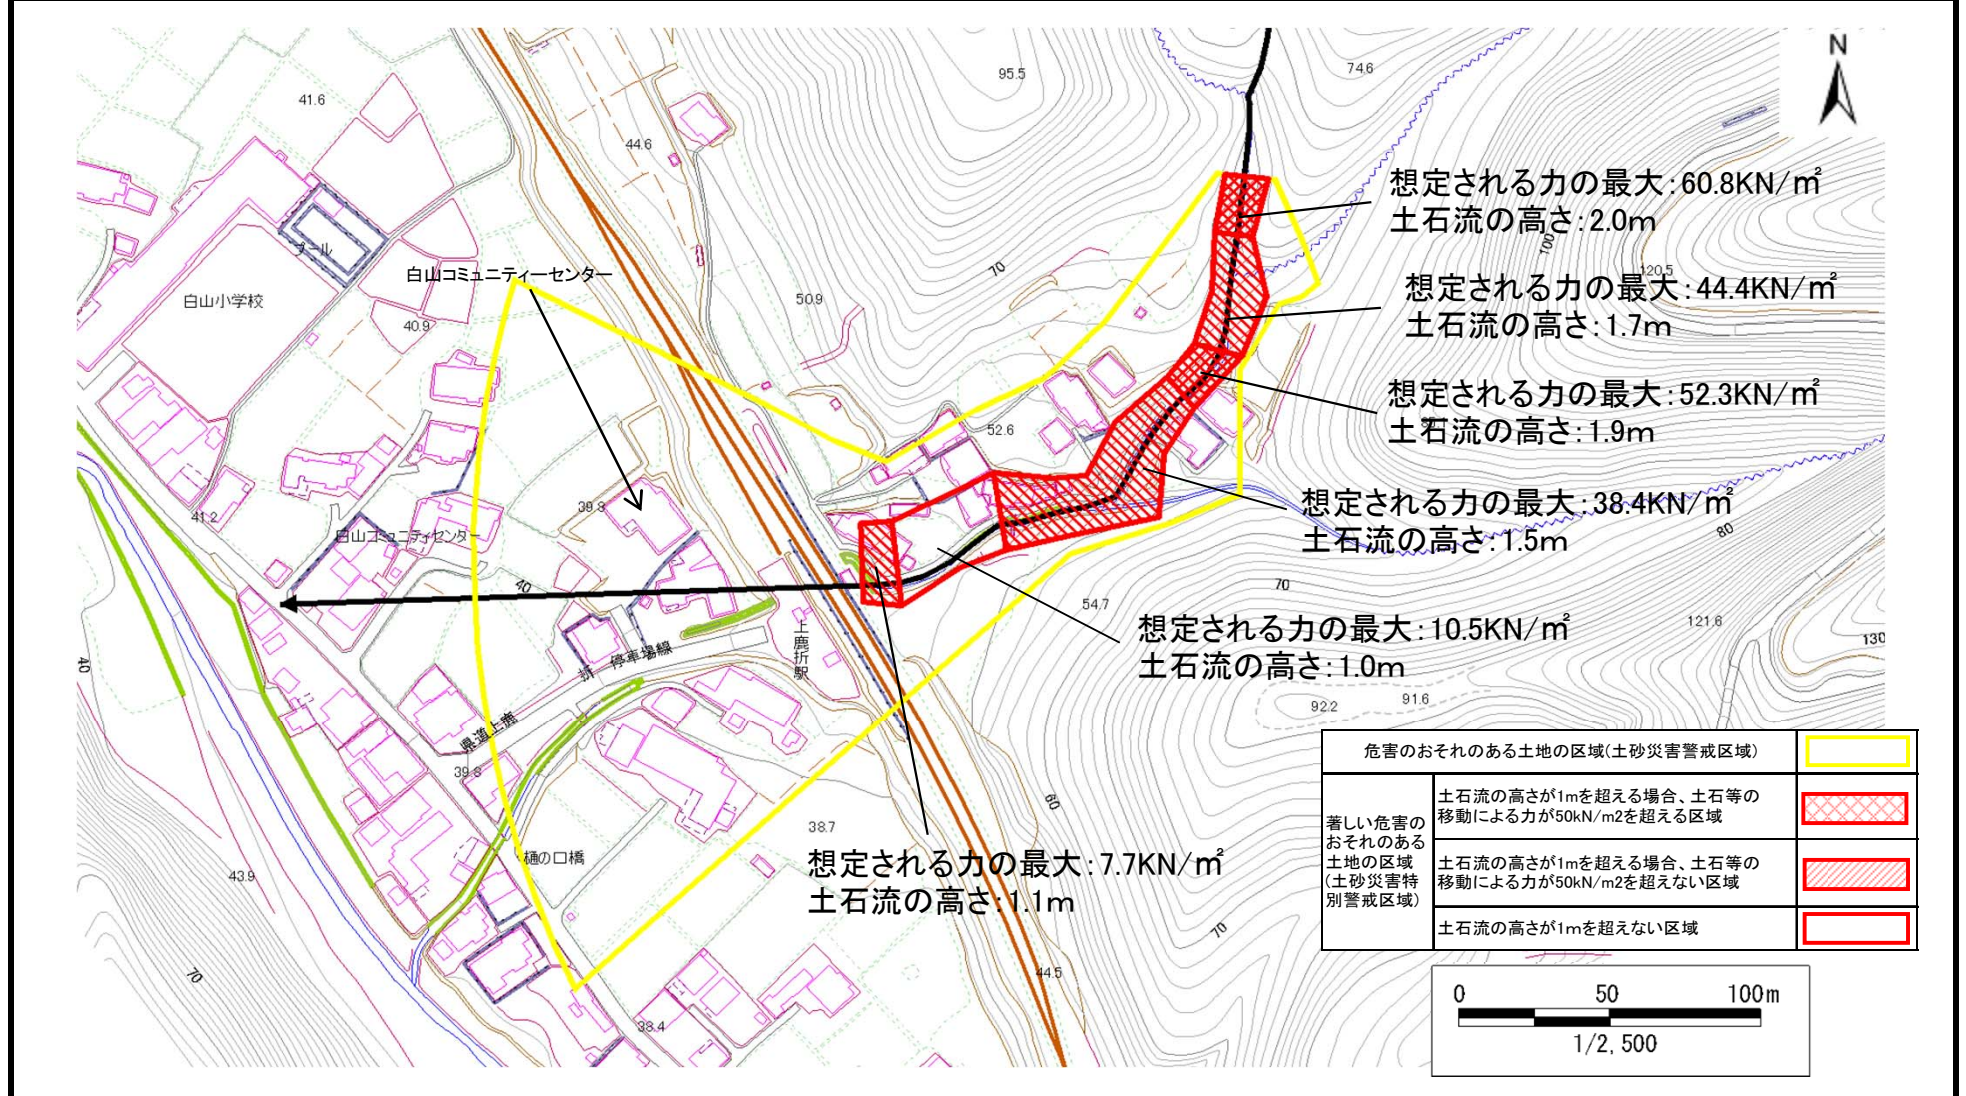 N
95.5
74.6
41.6
44.6
想定される力の最大:60.8KN/㎡
土石流の高さ:2.0m
100
70
120.5
プール
白山コミュニティーセンター
白山小学校
50.9
40.9
想定される力の最大:44.4KN/㎡
土石流の高さ:1.7m
想定される力の最大:52.3KN/㎡
土石流の高さ:1.9m
52.6
想定される力の最大:38.4KN/㎡
土石流の高さ:1.5m
80
41.2
白山コミュニティセンター
40
70
54.7
想定される力の最大:10.5KN/㎡
土石流の高さ:1.0m
121.6
130
上鹿折駅
停車場線
折
県道上鹿
40
92.2
91.6
39.8
60
危害のおそれのある土地の区域(土砂災害警戒区域)
著しい危害の
おそれのある
土地の区域
(土砂災害特
別警戒区域)
土石流の高さが1mを超える場合、土石等の
移動による力が50kN/m2を超える区域
土石流の高さが1mを超える場合、土石等の
移動による力が50kN/m2を超えない区域
土石流の高さが1mを超えない区域
38.7
樋の口橋
43.9
想定される力の最大:7.7KN/㎡
土石流の高さ:1.1m
70
70
44.5
38.4
0 50 100m
1/2,500